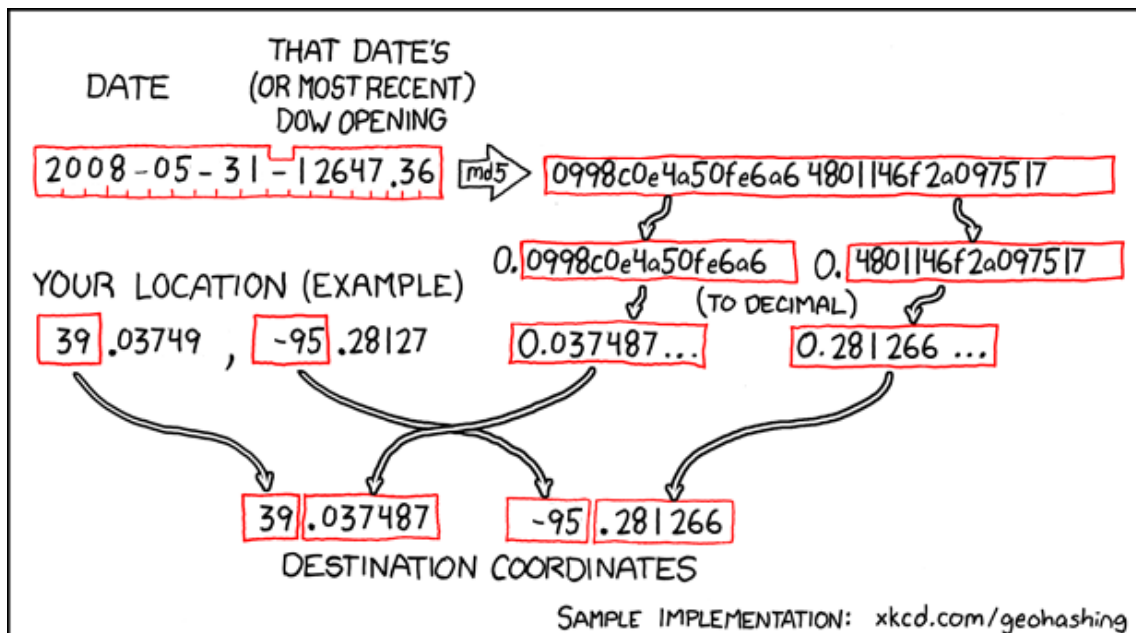 DATE
THAT DATE'S
(OR MOST RECENT)
DOW OPENING
2008-05-31-12647.36
md5
0998c0e4a50fe6a6 4801146f2a097517
0.0998c0e4a50fe6a6
0.4801146f2a097517
(TO DECIMAL)
YOUR LOCATION (EXAMPLE)
39.03749, -95.28127
0.037487...
0.281266 ...
39.037487
-95.281266
DESTINATION COORDINATES
SAMPLE IMPLEMENTATION: xkcd.com/geohashing